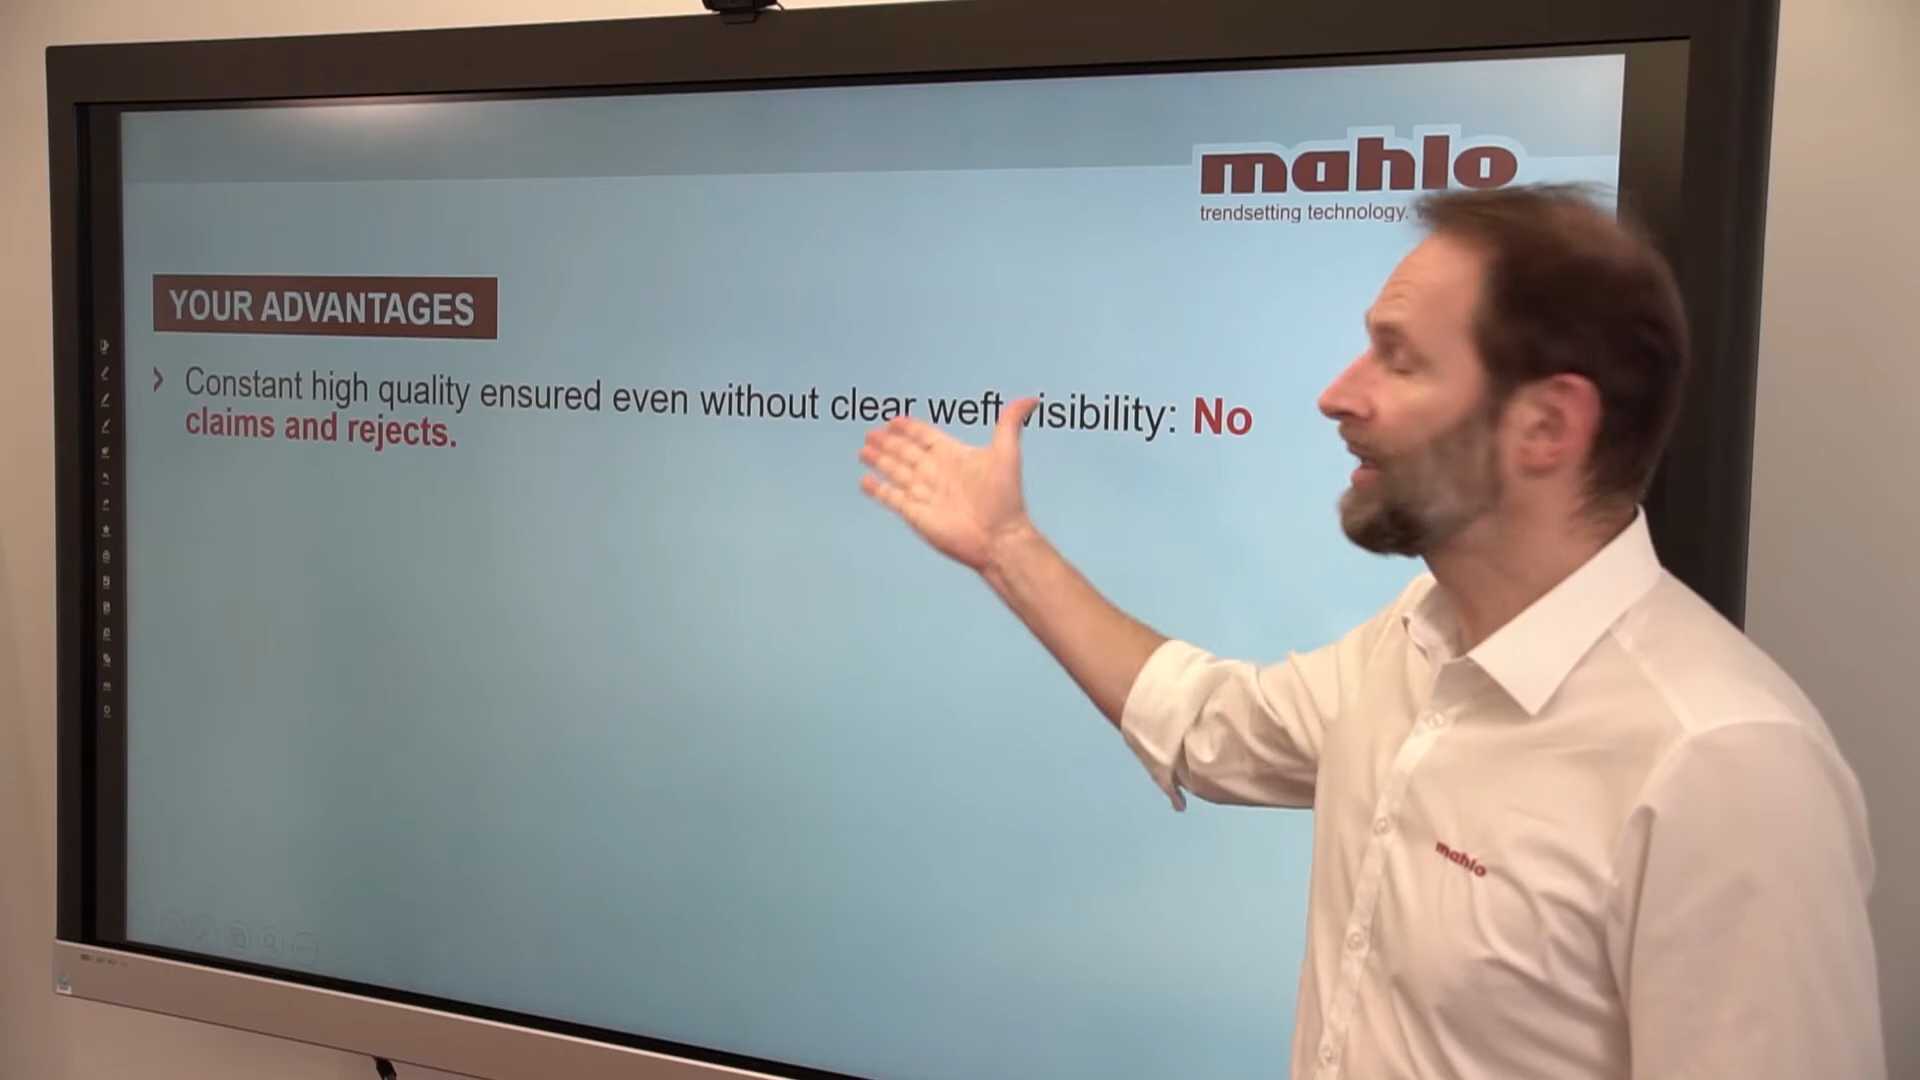 mahlo
trendsetting technology.
YOUR ADVANTAGES
Constant high quality ensured even without clear weft visibility: No
claims and rejects.
mahlo